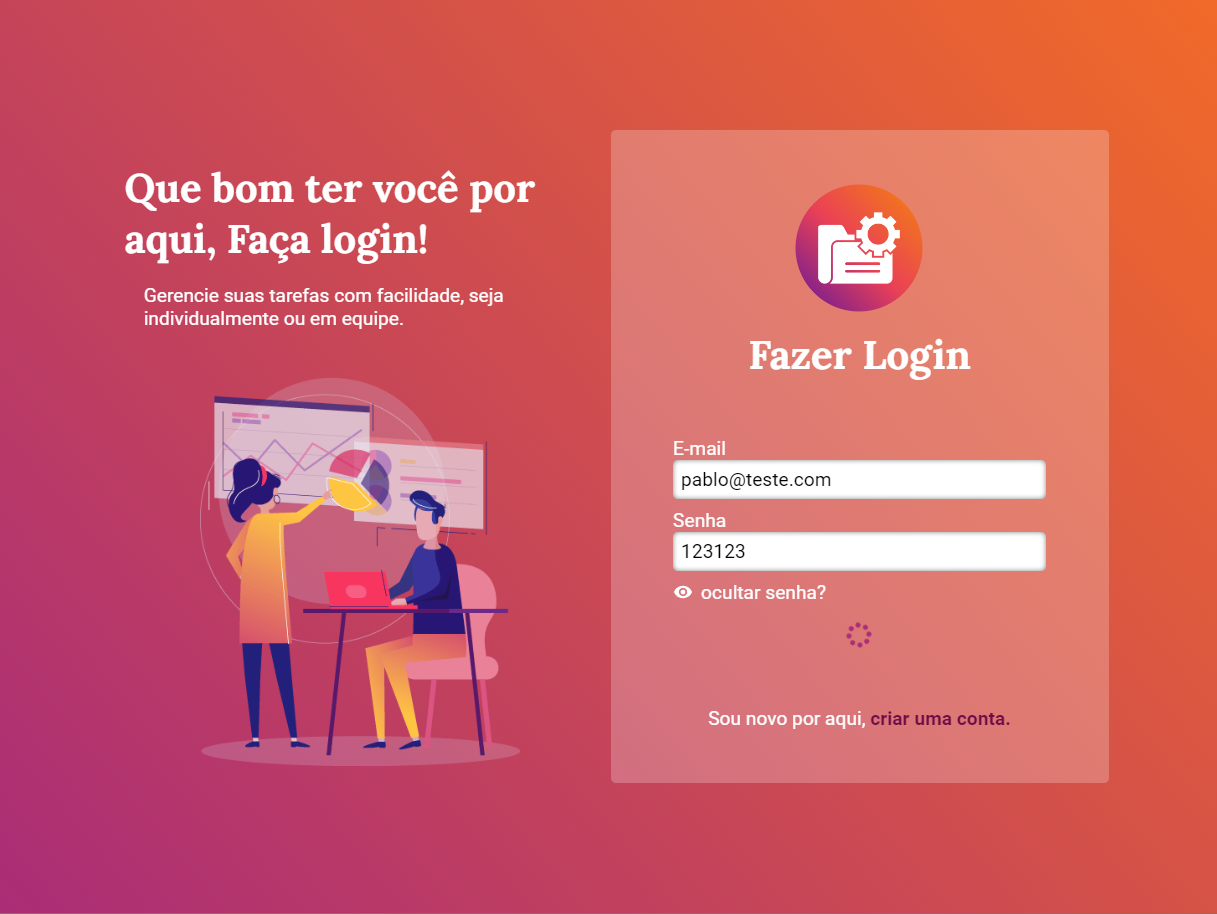 Que bom ter você por
aqui, Faça login!
Gerencie suas tarefas com facilidade, seja
individualmente ou em equipe.
Fazer Login
E-mail
pablo@teste.com
Senha
123123
ocultar senha?
Sou novo por aqui, criar uma conta.